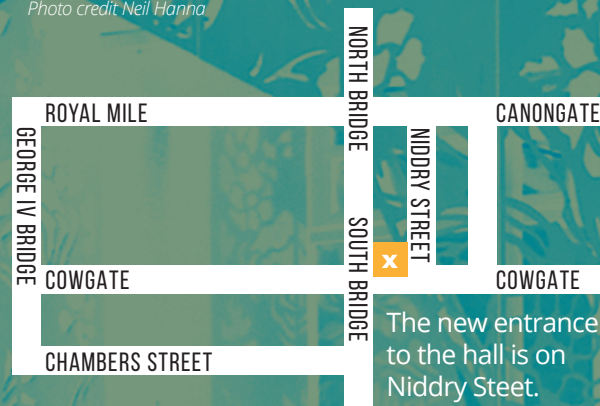 Photo credit Neil Hanna
NORTH BRIDGE
ROYAL MILE
CANONGATE
GEORGE IV BRIDGE
NIDDRY STREET
SOUTH BRIDGE
x
COWGATE
COWGATE
The new entrance
to the hall is on
Niddry Steet.
CHAMBERS STREET